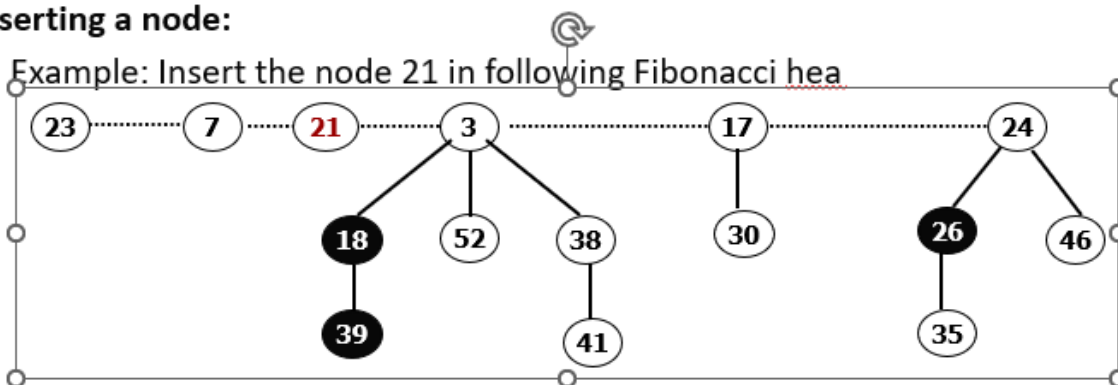 serting a node:
Example: Insert the node 21 in following Fibonacci hea
23 7 21 3 17 24
18 52 38 30 26 46
39 41 35